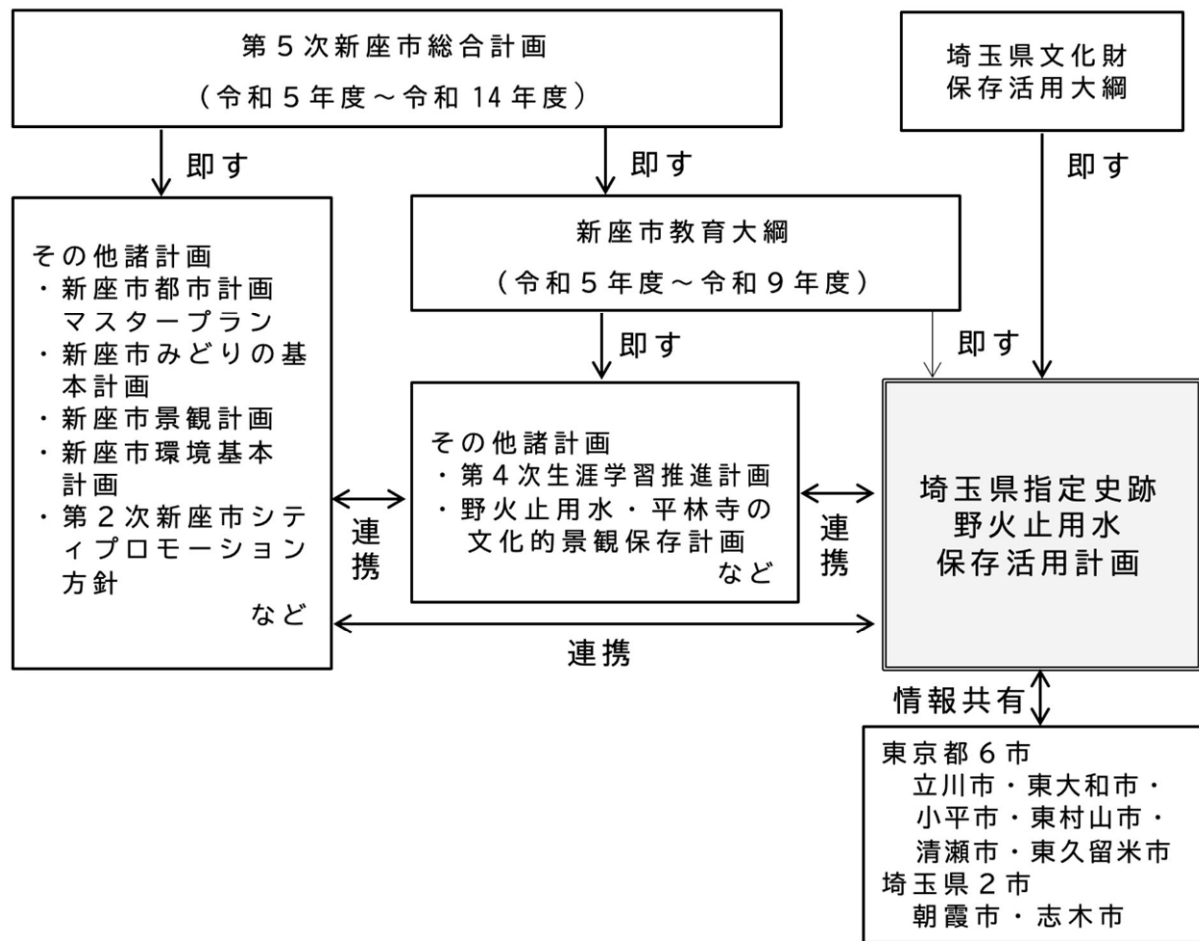 第5次新座市総合計画
（令和5年度～令和14年度）
埼玉県文化財
保存活用大綱
即す
即す
即す
新座市教育大綱
（令和5年度～令和9年度）
その他諸計画
・新座市都市計画
マスタープラン
・新座市みどりの基
本計画
・新座市景観計画
・新座市環境基本
計画
・第2次新座市シテ
ィプロモーション
方針
など
即す
即す
その他諸計画
・第4次生涯学習推進計画
・野火止用水・平林寺の
文化的景観保存計画
など
連携
連携
連携
埼玉県指定史跡
野火止用水
保存活用計画
情報共有
東京都6市
立川市・東大和市・
小平市・東村山市・
清瀬市・東久留米市
埼玉県2市
朝霞市・志木市